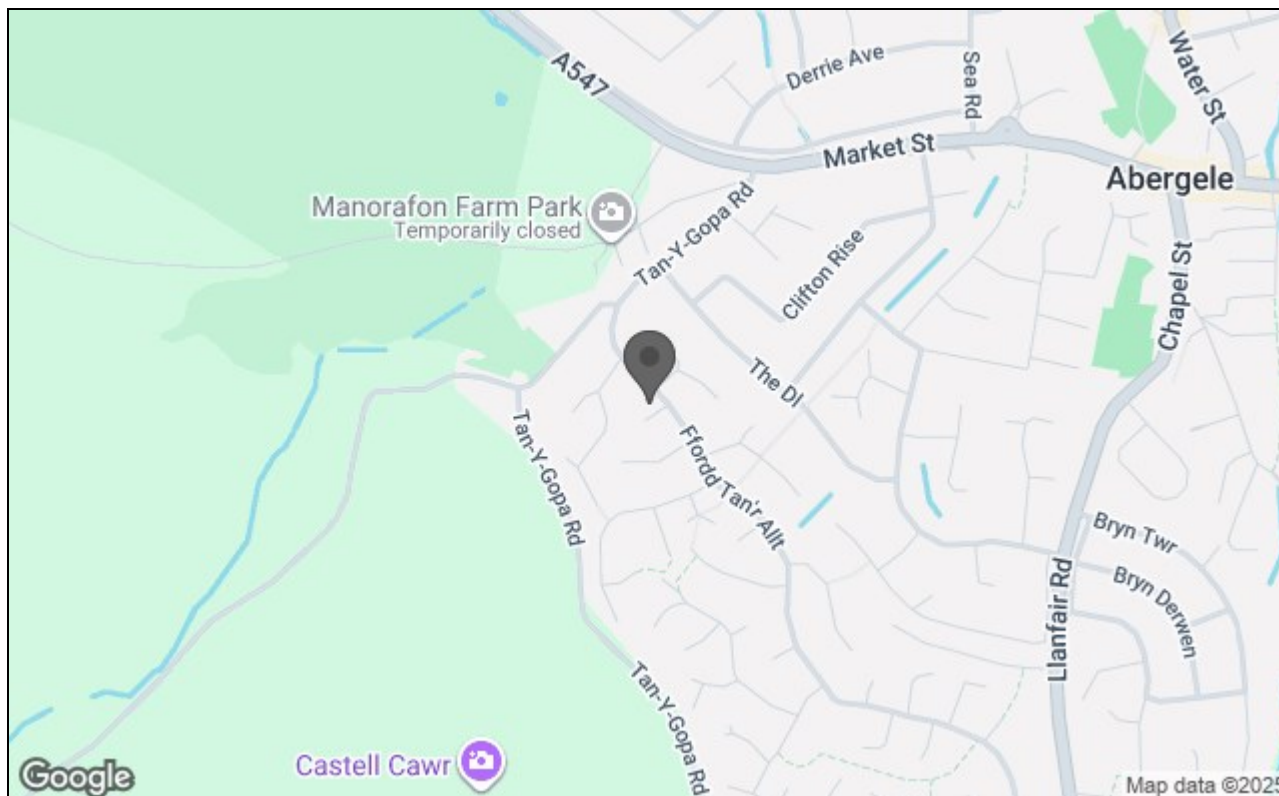 A547
Derrie Ave
Sea Rd
Water St
Market St
Abergele
Manorafon Farm Park
Temporarily closed
Tan-Y-Gopa Rd
Clifton Rise
Chapel St
The Dl
Tan-Y-Gopa Rd
Ffordd Tan'r Allt
Bryn Twr
Bryn Derwen
Llanfair Rd
Tan-Y-Gopa Rd
Castell Cawr
Google
Map data ©2025